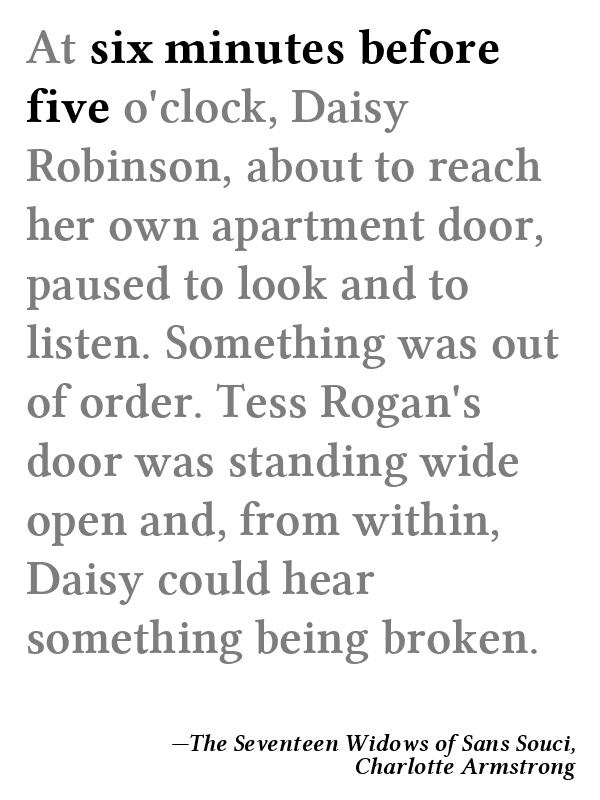 At six minutes before
five o'clock, Daisy
Robinson, about to reach
her own apartment door,
paused to look and to
listen. Something was out
of order. Tess Rogan's
door was standing wide
open and, from within,
Daisy could hear
something being broken.
—The Seventeen Widows of Sans Souci,
Charlotte Armstrong